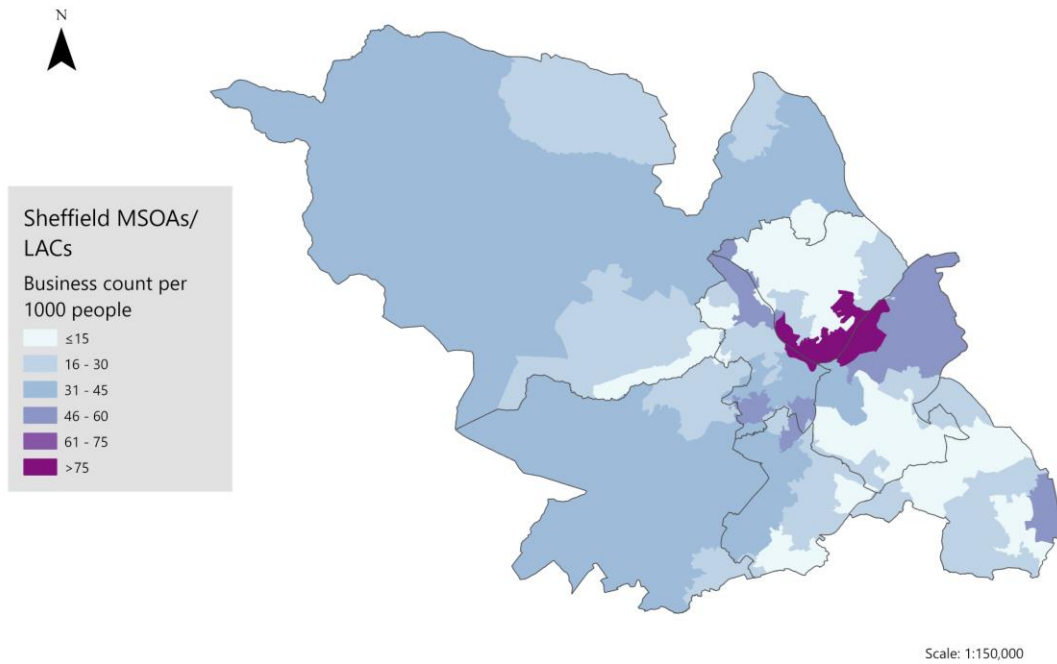 N
Sheffield MSOAs/
LACs
Business count per
1000 people
≤15
16 - 30
31 - 45
46 - 60
61 - 75
>75
Scale: 1:150,000